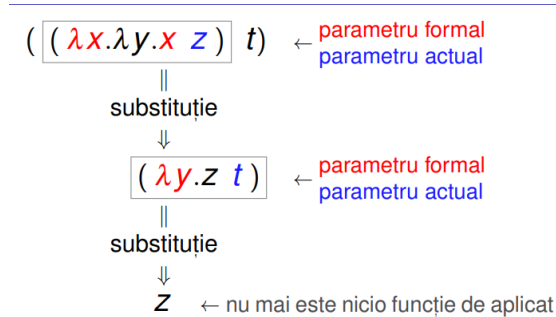 ( ( λx.λy.x z ) t) ← parametru formal
parametru actual
||
substituție
⇓
( λy.z t ) ← parametru formal
parametru actual
||
substituție
⇓
z ← nu mai este nicio funcție de aplicat